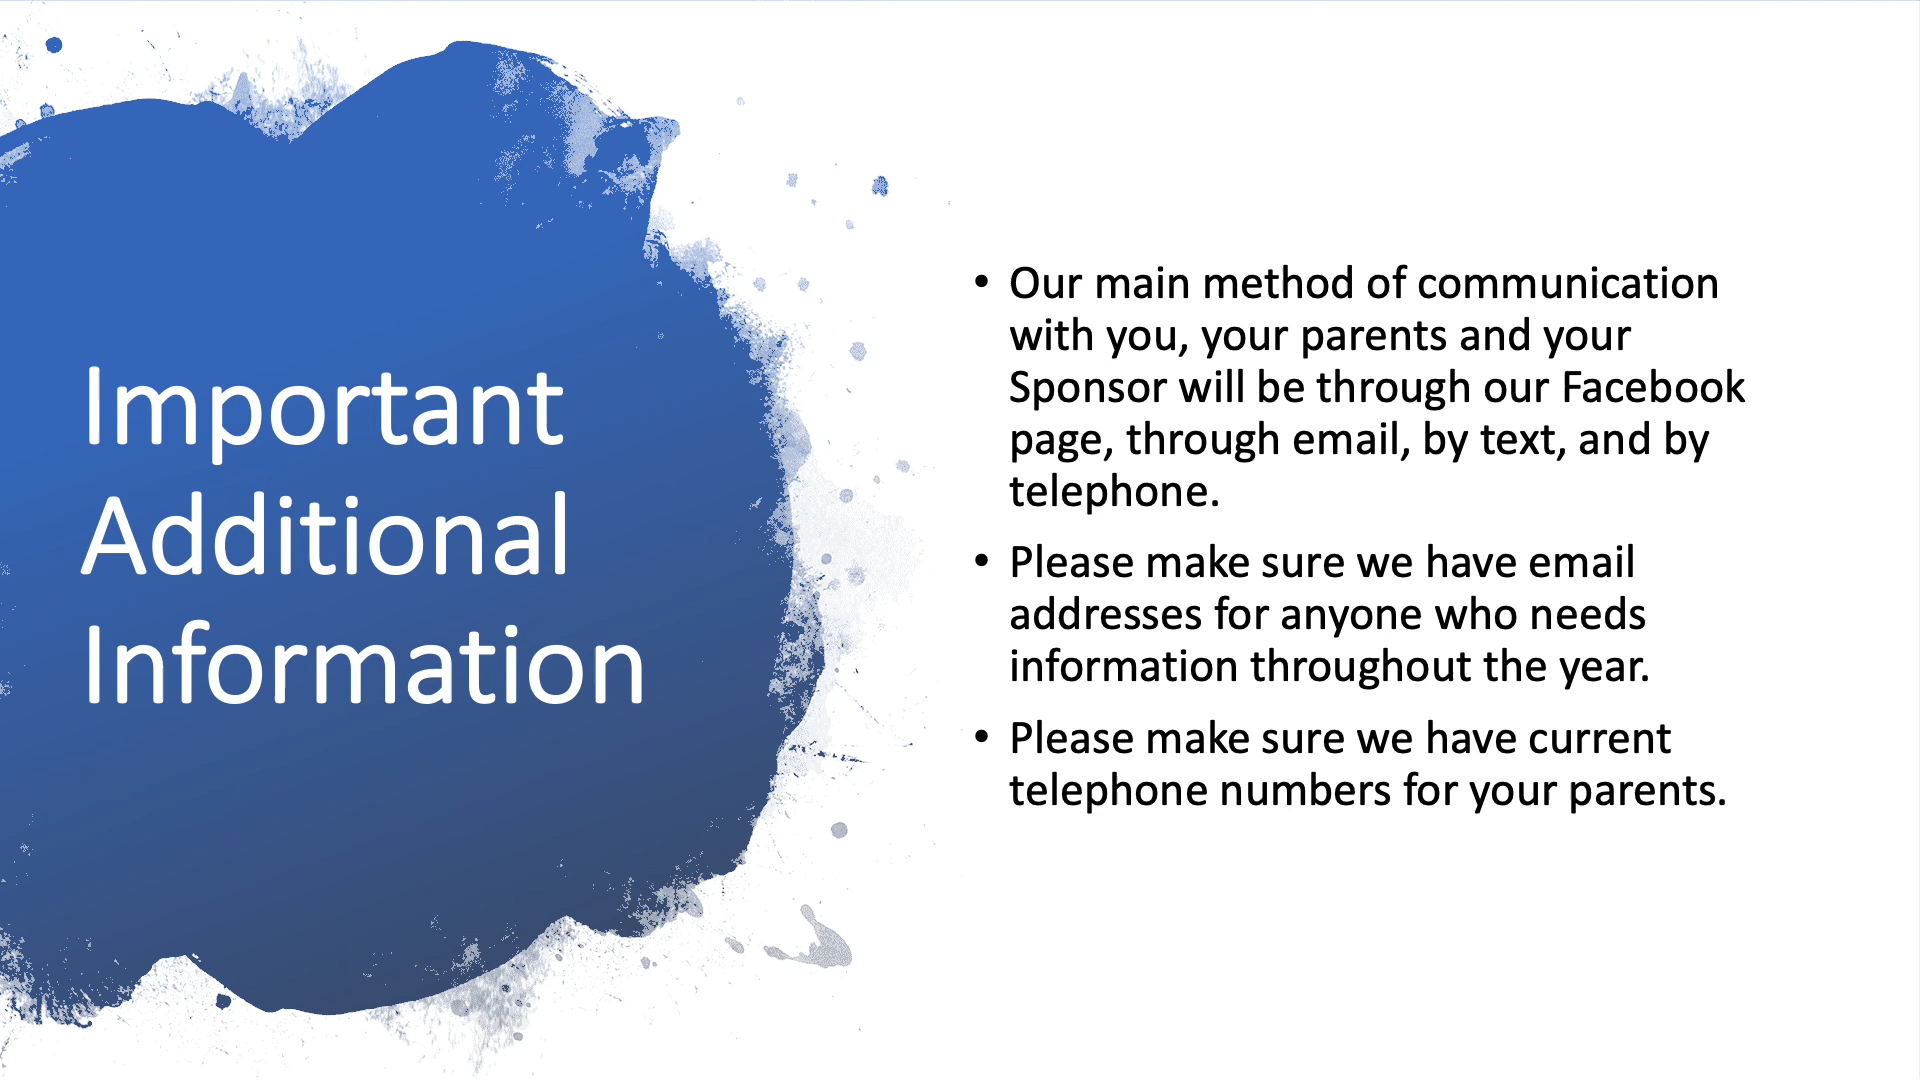 Important
Additional
Information
• Our main method of communication
with you, your parents and your
Sponsor will be through our Facebook
page, through email, by text, and by
telephone.
• Please make sure we have email
addresses for anyone who needs
information throughout the year.
• Please make sure we have current
telephone numbers for your parents.